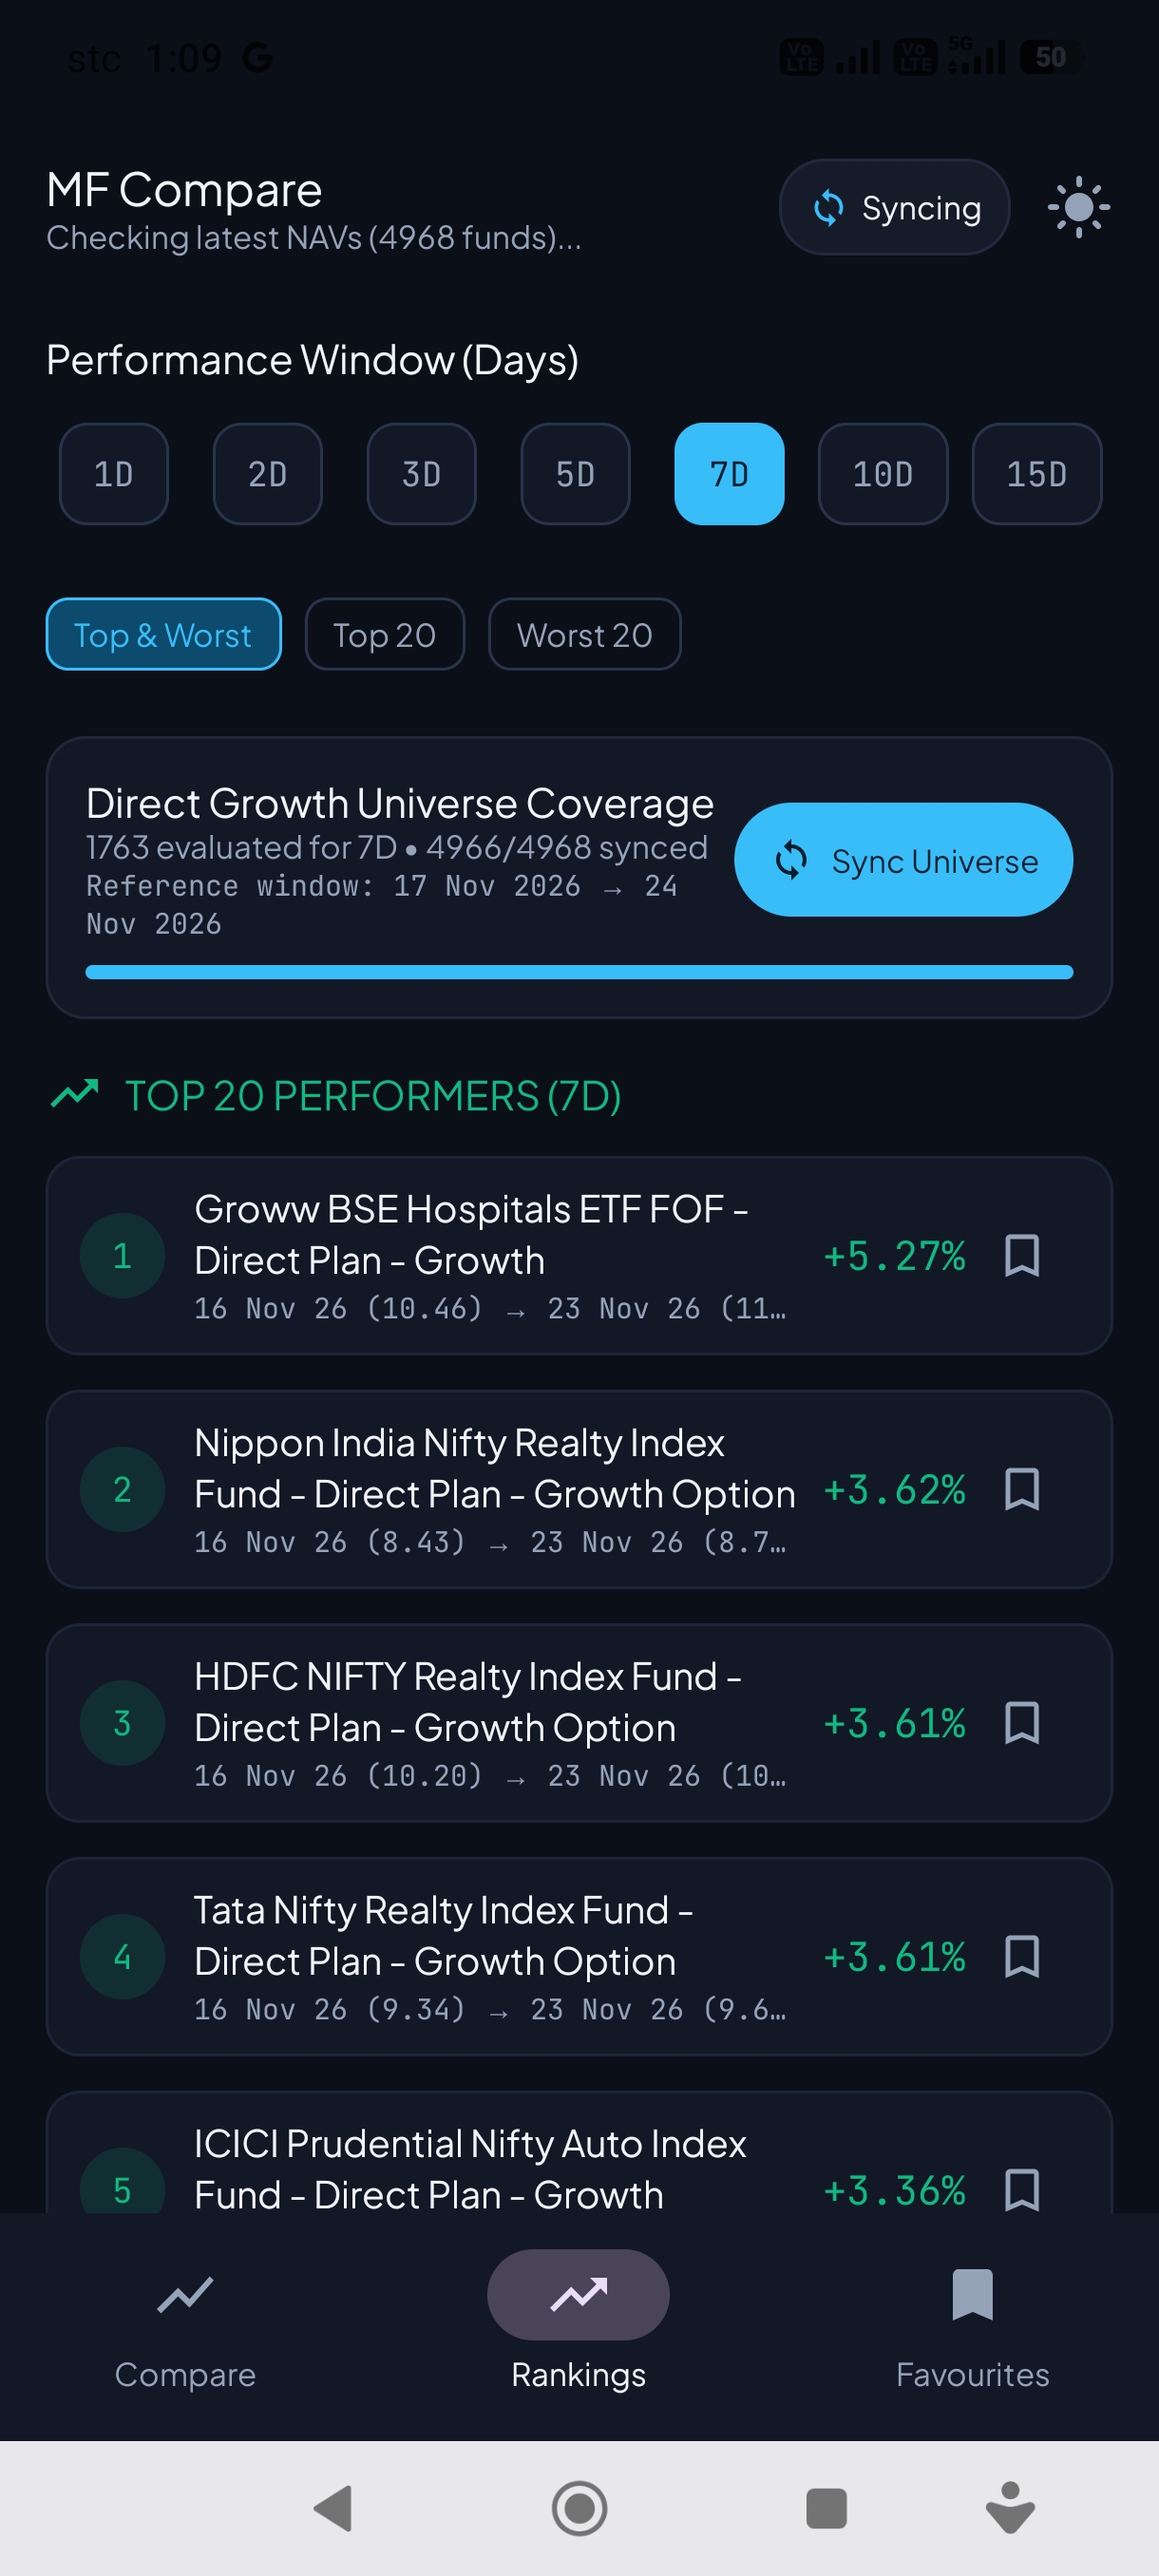 stc 1:09 G
Vo LTE Vo LTE 5G 50
MF Compare
Checking latest NAVs (4968 funds)...
Syncing
Performance Window (Days)
1D 2D 3D 5D 7D 10D 15D
Top & Worst Top 20 Worst 20
Direct Growth Universe Coverage
1763 evaluated for 7D • 4966/4968 synced
Reference window: 17 Nov 2026 → 24
Nov 2026
Sync Universe
TOP 20 PERFORMERS (7D)
1
Groww BSE Hospitals ETF FOF -
Direct Plan - Growth
16 Nov 26 (10.46) → 23 Nov 26 (11…
+5.27%
2
Nippon India Nifty Realty Index
Fund - Direct Plan - Growth Option
16 Nov 26 (8.43) → 23 Nov 26 (8.7…
+3.62%
3
HDFC NIFTY Realty Index Fund -
Direct Plan - Growth Option
16 Nov 26 (10.20) → 23 Nov 26 (10…
+3.61%
4
Tata Nifty Realty Index Fund -
Direct Plan - Growth Option
16 Nov 26 (9.34) → 23 Nov 26 (9.6…
+3.61%
5
ICICI Prudential Nifty Auto Index
Fund - Direct Plan - Growth
+3.36%
Compare Rankings Favourites